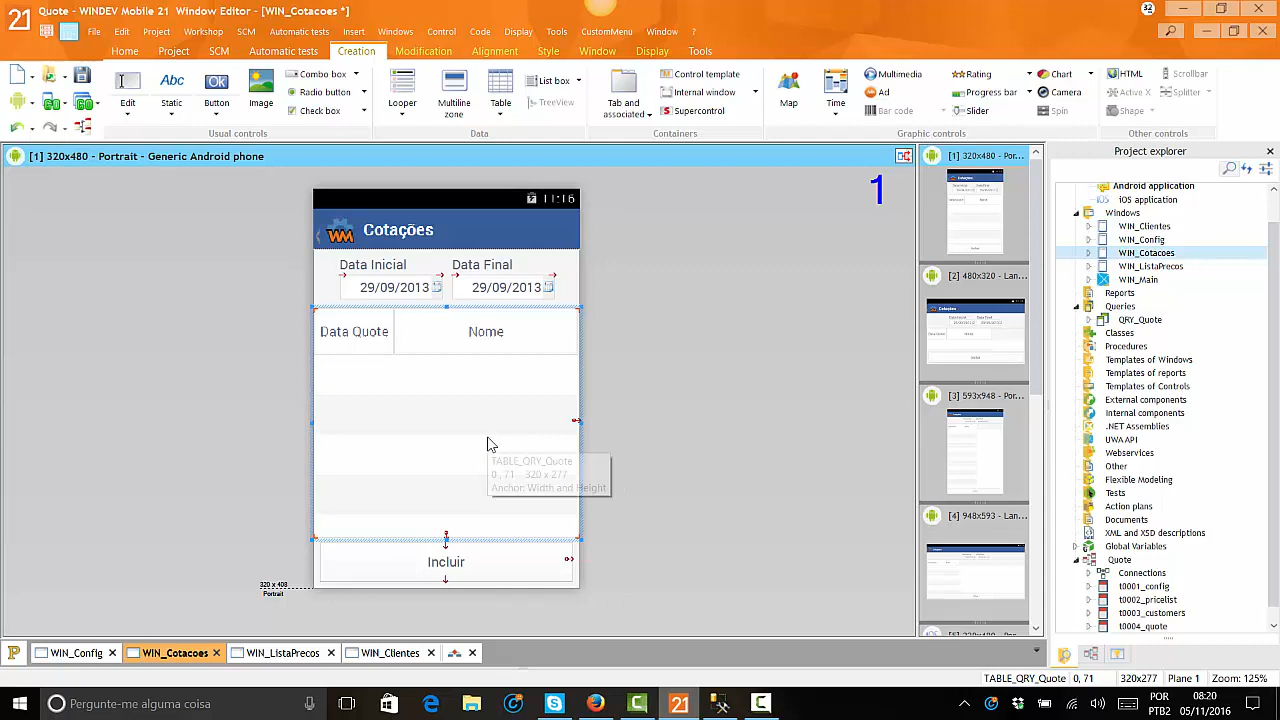 21 Quote - WINDEV Mobile 21 Window Editor - [WIN_Cotacoes *]
32
File Edit Project Workshop SCM Automatic tests Insert Windows Control Code Display Tools CustomMenu Window ?
Home Project SCM Automatic tests Creation Modification Alignment Style Window Display Tools
Edit Static Button Image
Abc Ok
Combo box
Radio button
Check box
Looper Multiline zone Table
List box
TreeView
Tab and associated
Control template
Internal window
Supercontrol
Map Time
Multimedia
Ad
Bar code
Rating
Progress bar
Slider
Chart
Camera
Spin
HTML
Active X
Shape
Scrollbar
Splitter
Usual controls Data Containers Graphic controls Other controls
[1] 320x480 - Portrait - Generic Android phone
1
11:16
WM Cotações
Data Inicial Data Final
29/09/2013 29/09/2013
Data Quote Nome
TABLE_QRY_Quote
0 , 71 320 x 277
Anchor: Width and Height
Incluir
320 x 408
Portrait
[1] 320x480 - Por...
[2] 480x320 - Lan...
[3] 593x948 - Por...
[4] 948x593 - Lan...
Project explorer
Android application
iOS application
Windows
WIN_Clientes
WIN_Config
WIN_Cotacoes
WIN_ListaPrecos
WIN_Main
Reports
Queries
QRY_Quote
Classes
Procedures
Templates of Windows
Templates of reports
Templates of Controls
External components
Internal components
.NET Assemblies
UWA API
Webservices
Other
Flexible Modeling
Tests
Action plans
Documents
XML and XSD descriptions
Global Variables
Quote
Connections
t0001_config
t0002_pricelist
t0003_customers
t0004_quote
WIN_Config WIN_Cotacoes WIN_ListaPrecos WIN_Clientes
TABLE_QRY_Quote 0, 71 320x277 Plane 1 Zoom: 125%
Pergunte-me alguma coisa
21
POR
PTB2
08:20
05/11/2016